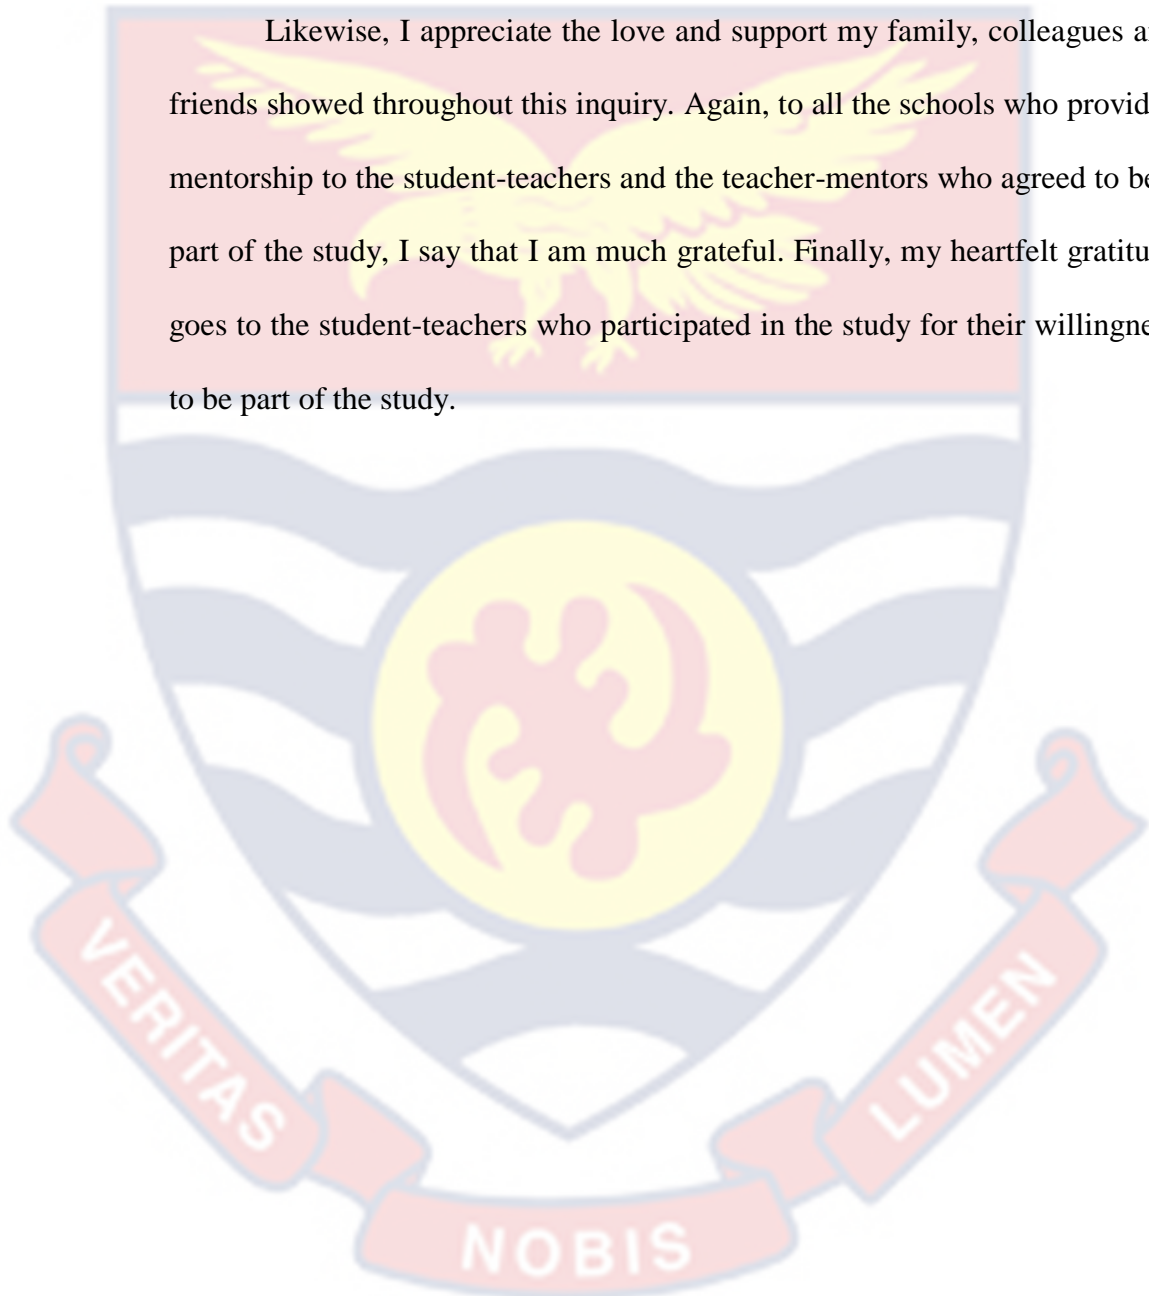 Likewise, I appreciate the love and support my family, colleagues a
friends showed throughout this inquiry. Again, to all the schools who provid
mentorship to the student-teachers and the teacher-mentors who agreed to be
part of the study, I say that I am much grateful. Finally, my heartfelt gratitu
goes to the student-teachers who participated in the study for their willingne
to be part of the study.
VERITAS
NOBIS
LUMEN